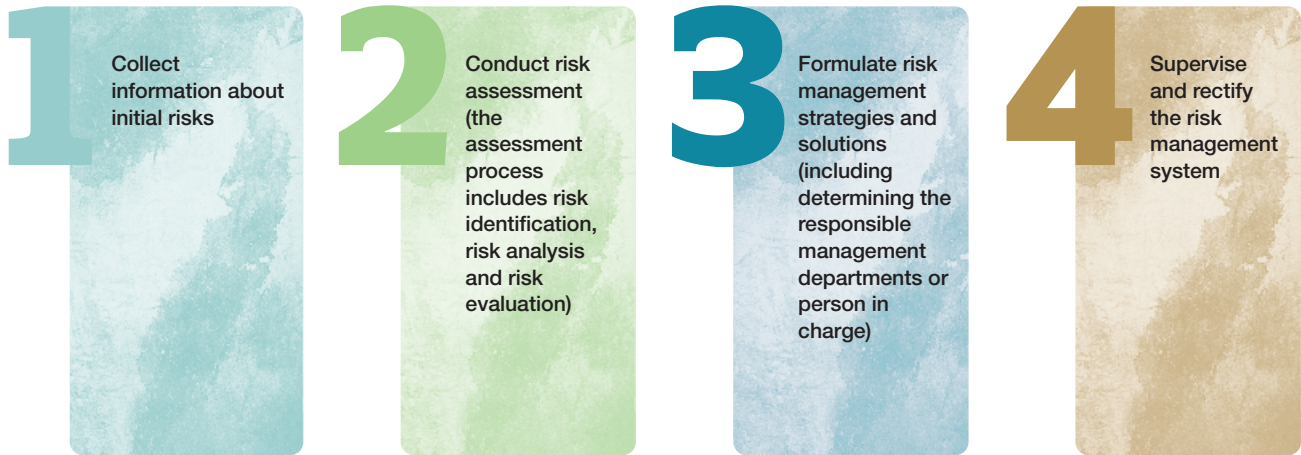 1
Collect
information about
initial risks
2
Conduct risk
assessment
(the
assessment
process
includes risk
identification,
risk analysis
and risk
evaluation)
3
Formulate risk
management
strategies and
solutions
(including
determining the
responsible
management
departments or
person in
charge)
4
Supervise
and rectify
the risk
management
system